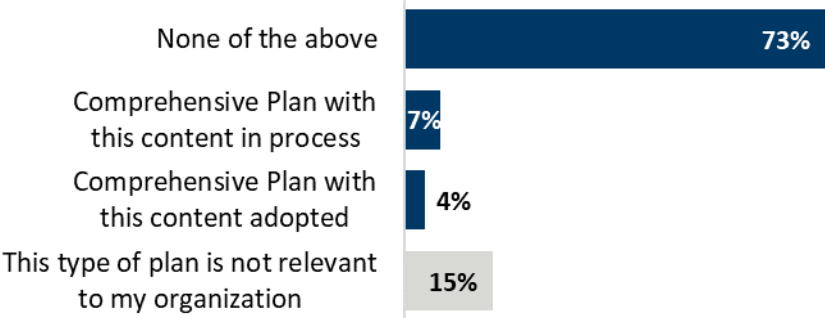 None of the above
73%
Comprehensive Plan with
this content in process
7%
Comprehensive Plan with
this content adopted
4%
This type of plan is not relevant
to my organization
15%